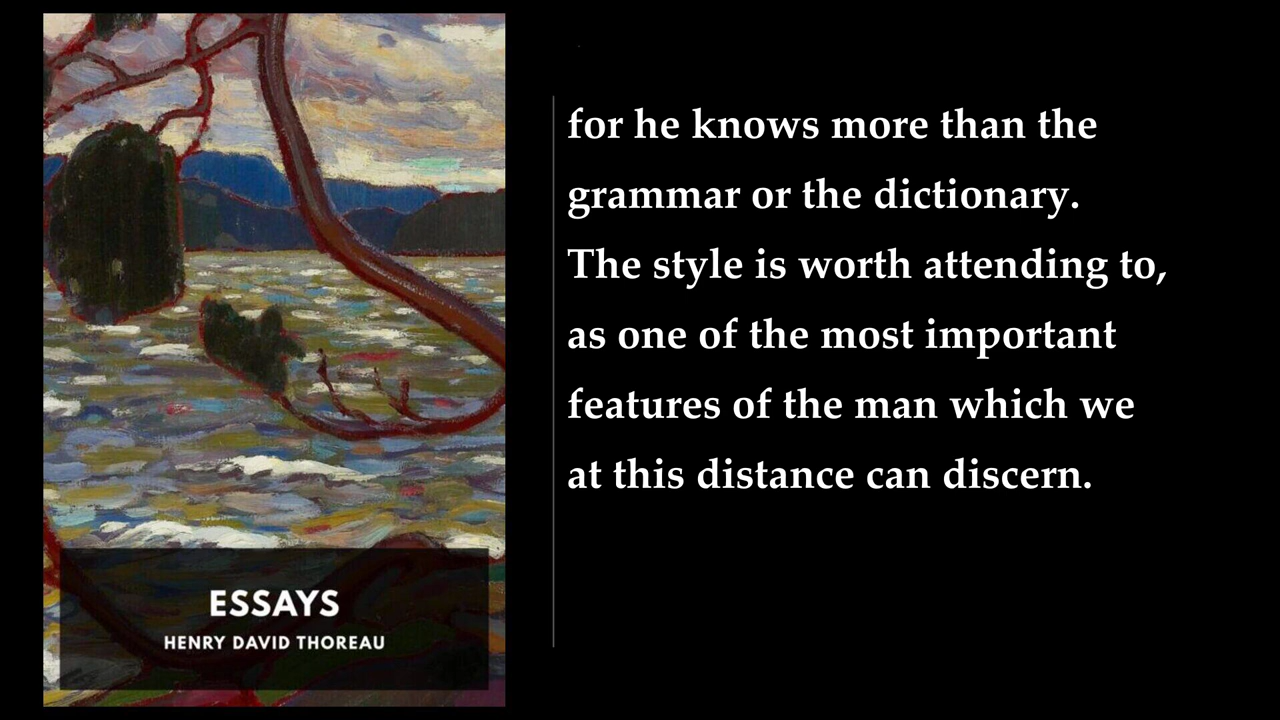 for he knows more than the
grammar or the dictionary.
The style is worth attending to,
as one of the most important
features of the man which we
at this distance can discern.
ESSAYS
HENRY DAVID THOREAU